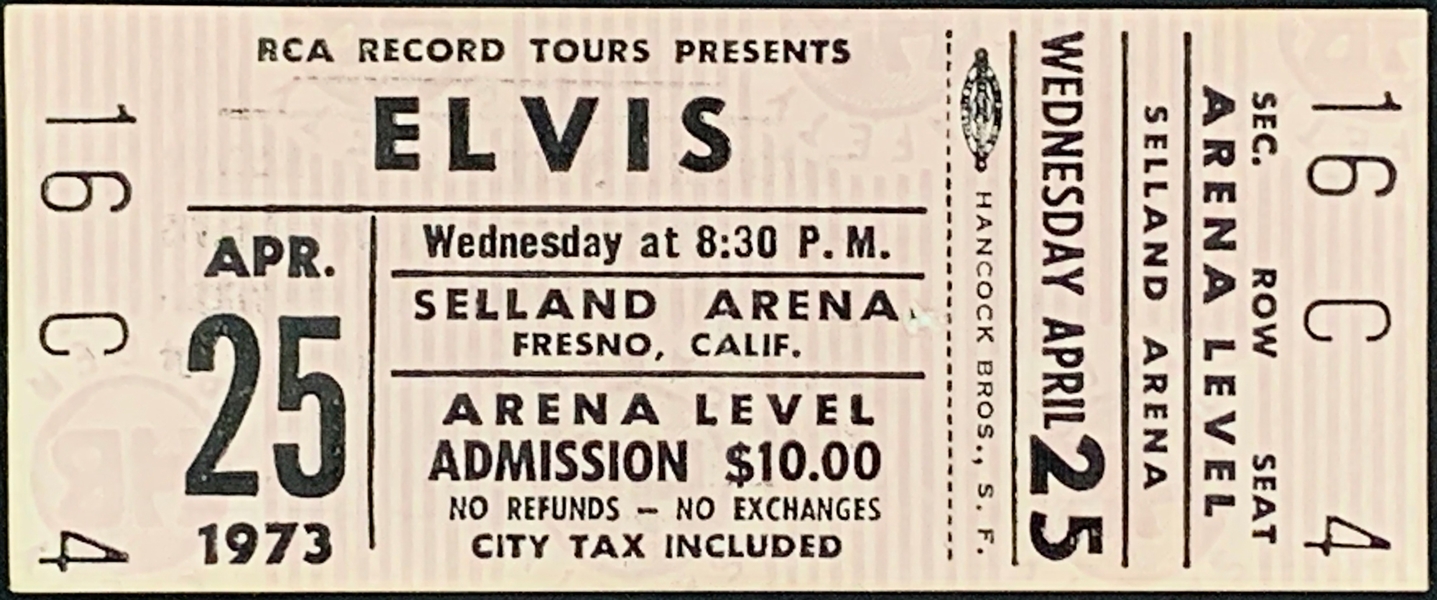 16 C 4
RCA RECORD TOURS PRESENTS
ELVIS
APR.
25
1973
Wednesday at 8:30 P. M.
SELLAND ARENA
FRESNO, CALIF.
ARENA LEVEL
ADMISSION $10.00
NO REFUNDS — NO EXCHANGES
CITY TAX INCLUDED
HANCOCK BROS., S. F.
WEDNESDAY APRIL 25
SELLAND ARENA
ARENA LEVEL
SEC. ROW SEAT
16 C 4